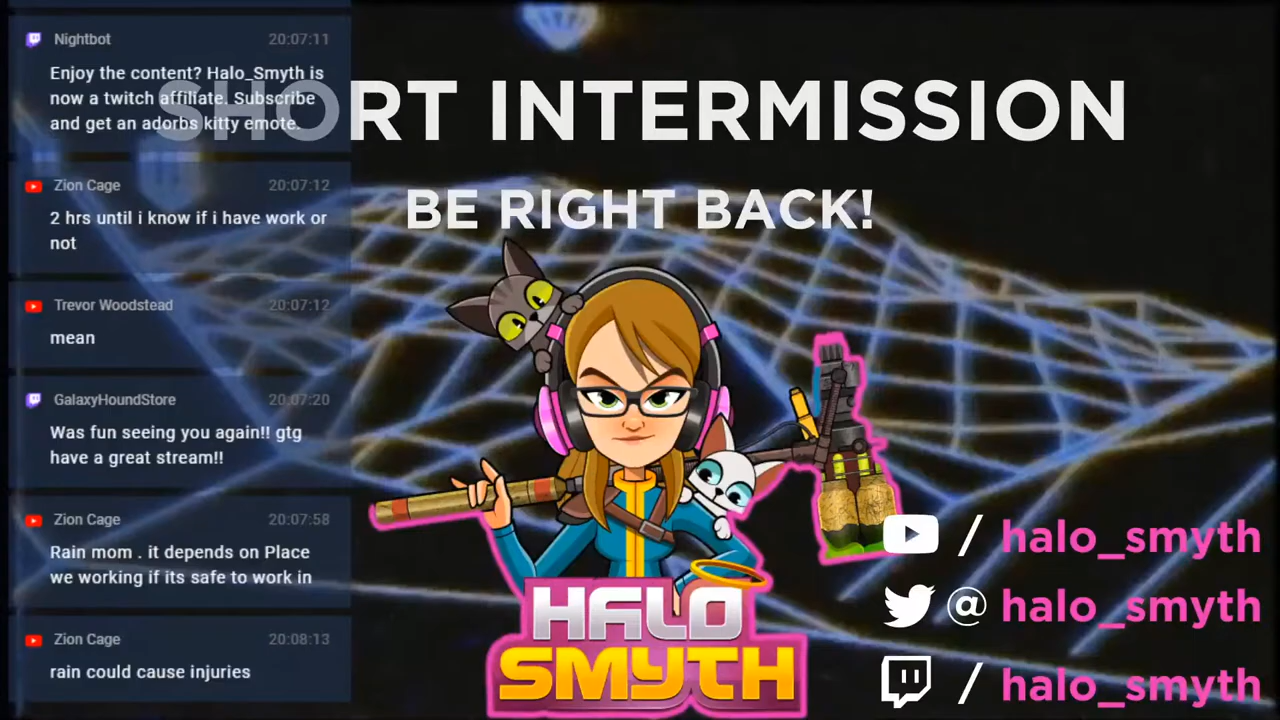 Nightbot 20:07:11
Enjoy the content? Halo_Smyth is
now a twitch affiliate. Subscribe
and get an adorbs kitty emote.
Zion Cage 20:07:12
2 hrs until i know if i have work or
not
Trevor Woodstead 20:07:12
mean
GalaxyHoundStore 20:07:20
Was fun seeing you again!! gtg
have a great stream!!
Zion Cage 20:07:58
Rain mom . it depends on Place
we working if its safe to work in
Zion Cage 20:08:13
rain could cause injuries
SHORT INTERMISSION
BE RIGHT BACK!
HALO
SMYTH
/ halo_smyth
@ halo_smyth
/ halo_smyth